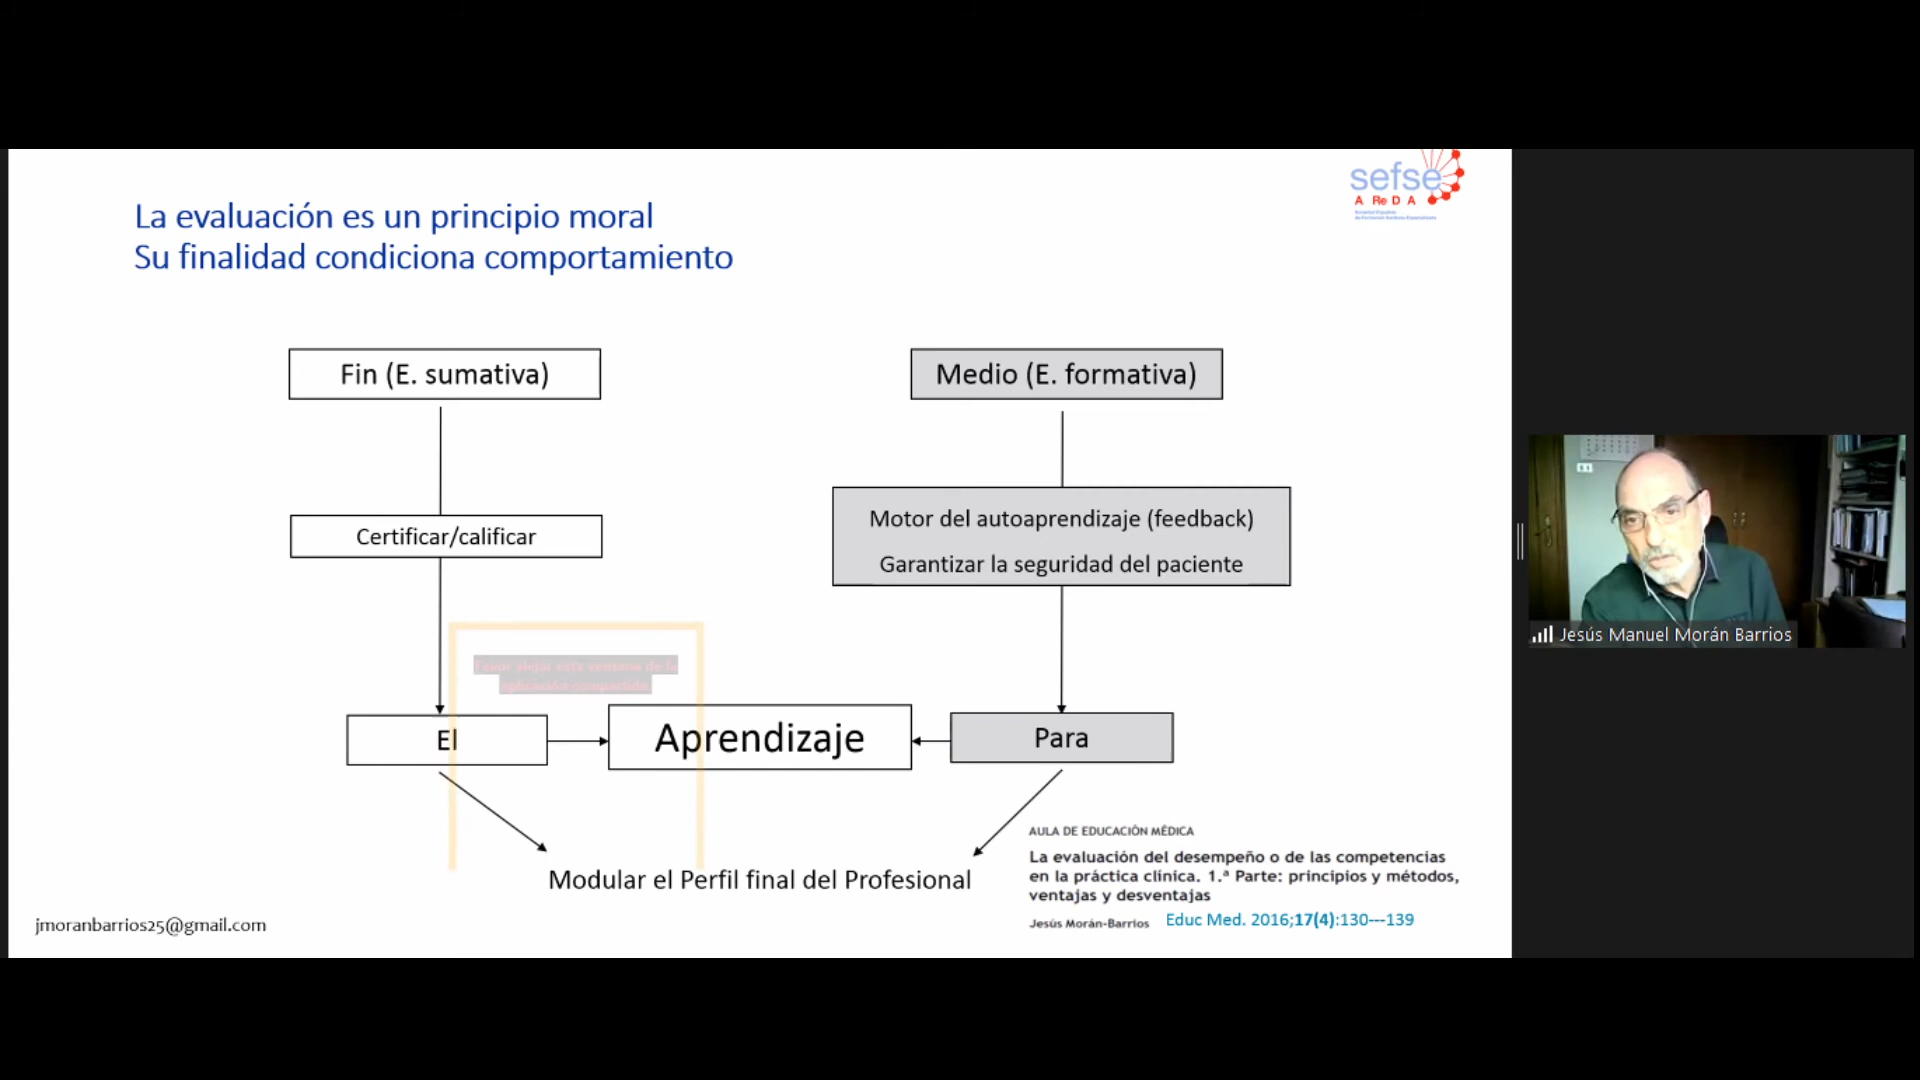 La evaluación es un principio moral
Su finalidad condiciona comportamiento
sefse
A Re D A
Fin (E. sumativa)
Medio (E. formativa)
Certificar/calificar
Motor del autoaprendizaje (feedback)
Garantizar la seguridad del paciente
El
Aprendizaje
Para
Modular el Perfil final del Profesional
AULA DE EDUCACIÓN MÉDICA
La evaluación del desempeño o de las competencias
en la práctica clínica. 1.ª Parte: principios y métodos,
ventajas y desventajas
Jesús Morán-Barrios Educ Med. 2016;17(4):130---139
jmoranbarrios25@gmail.com
Jesús Manuel Morán Barrios